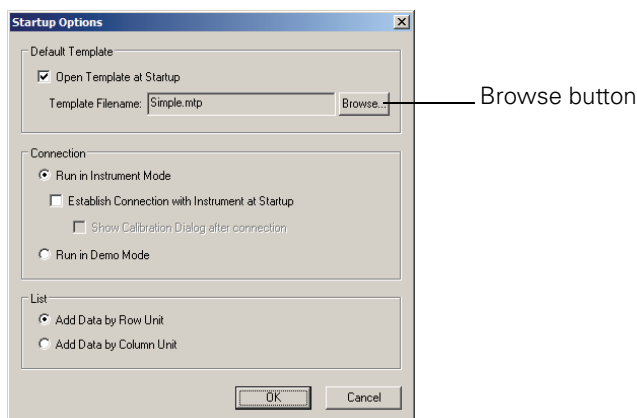 Startup Options
Default Template
Open Template at Startup
Template Filename: Simple.mtp Browse...
Browse button
Connection
Run in Instrument Mode
Establish Connection with Instrument at Startup
Show Calibration Dialog after connection
Run in Demo Mode
List
Add Data by Row Unit
Add Data by Column Unit
OK Cancel